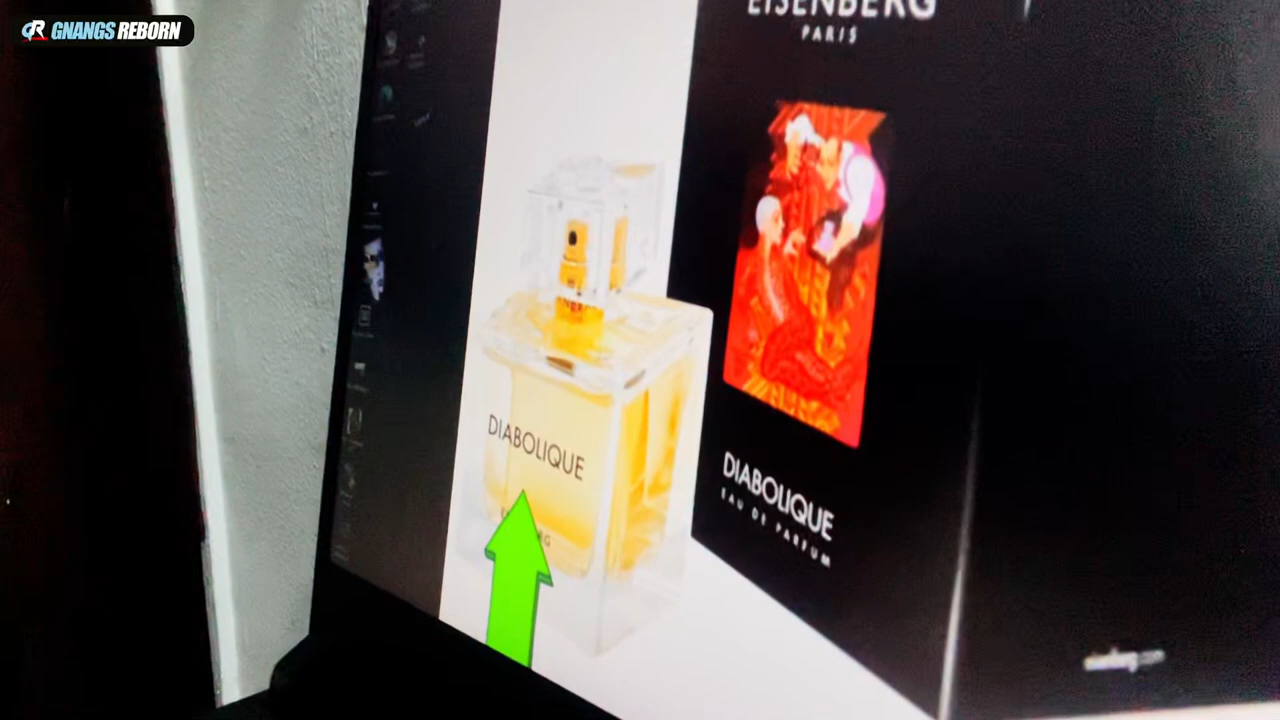 GNANGS REBORN
EISENBERG
PARIS
DIABOLIQUE
DIABOLIQUE
EAU DE PARFUM